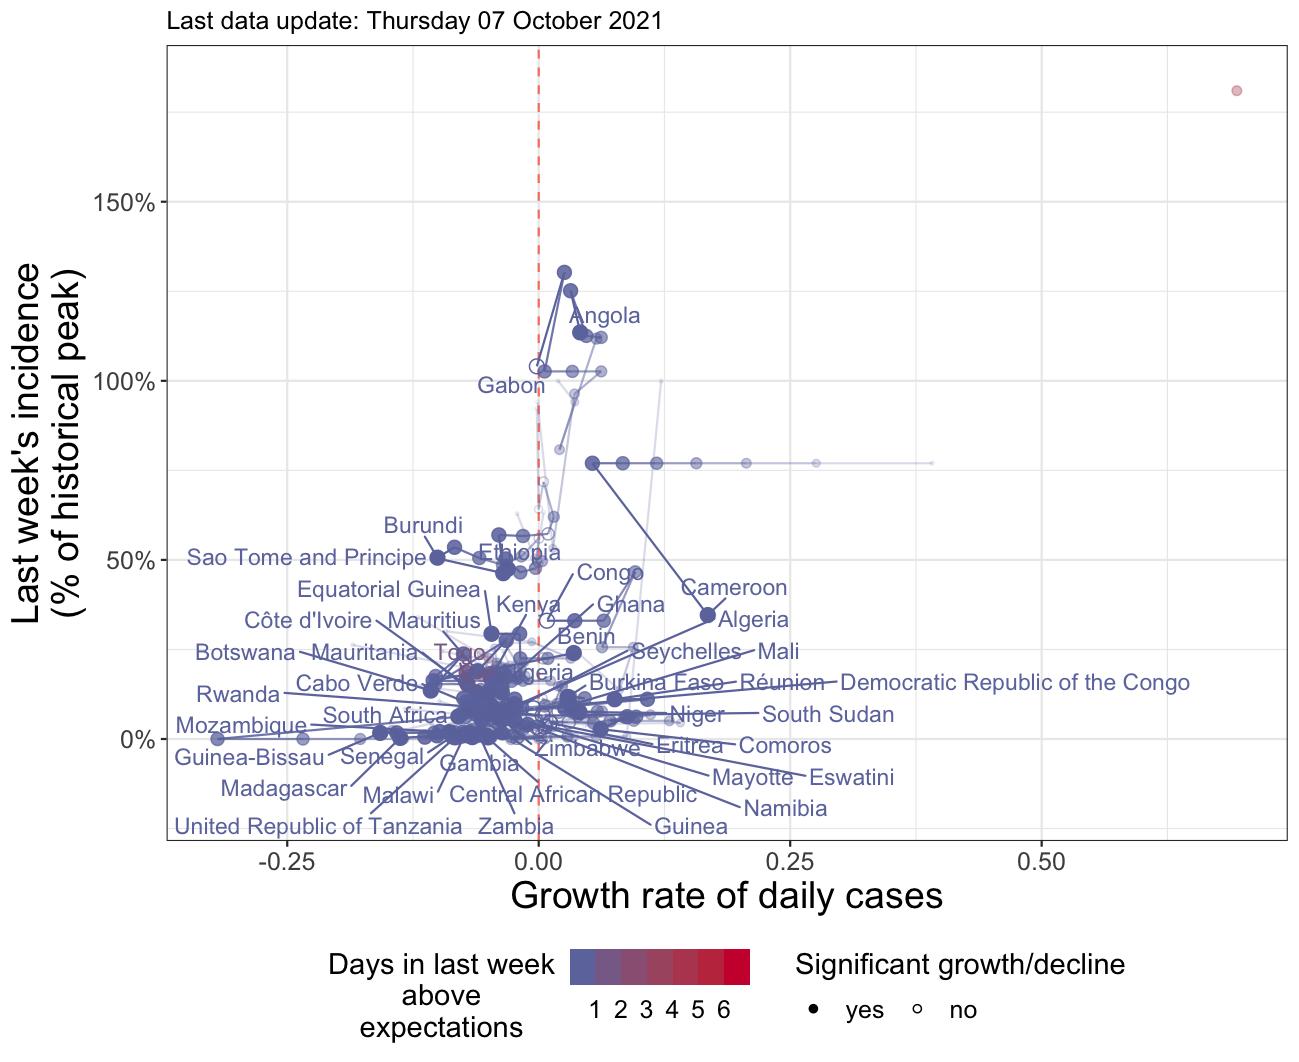 Last data update: Thursday 07 October 2021
Last week's incidence
(% of historical peak)
150%
100%
50%
0%
Angola
Gabon
Burundi
Ethiopia
Sao Tome and Principe
Congo
Equatorial Guinea
Cameroon
Kenya
Ghana
Côte d'Ivoire
Mauritius
Algeria
Benin
Botswana
Mauritania
Togo
Seychelles
Mali
Cabo Verde
Burkina Faso
Réunion
Democratic Republic of the Congo
Rwanda
South Africa
Niger
South Sudan
Mozambique
Zimbabwe
Eritrea
Comoros
Guinea-Bissau
Senegal
Gambia
Mayotte
Eswatini
Madagascar
Malawi
Central African Republic
Namibia
United Republic of Tanzania
Zambia
Guinea
-0.25
0.00
0.25
0.50
Growth rate of daily cases
Days in last week
above
expectations
1 2 3 4 5 6
Significant growth/decline
yes
no